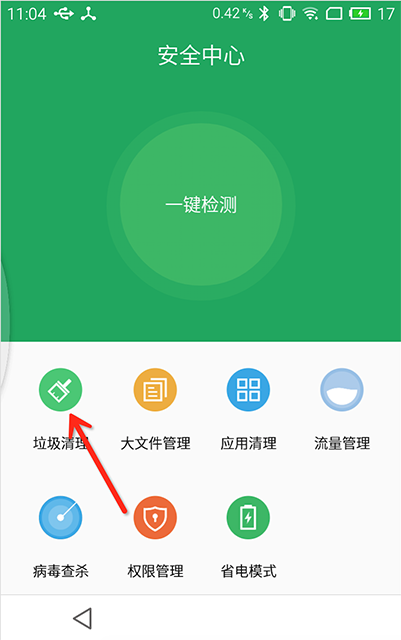 11:04 0.42 K/s 17
安全中心
一键检测
垃圾清理 大文件管理 应用清理 流量管理
病毒查杀 权限管理 省电模式